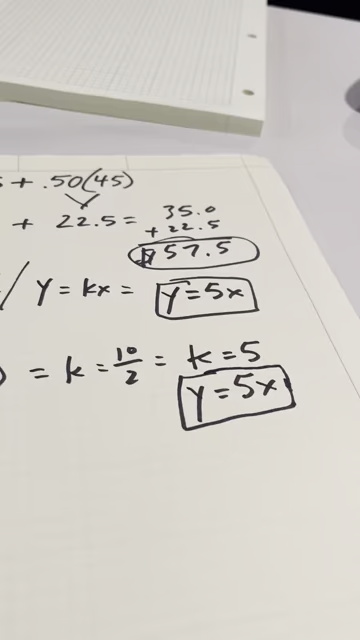 + .50(45)
+ 22.5 = 35.0
+ 22.5
$57.5
/ Y = kx = Y = 5x
= k = 10/2 = k = 5
Y = 5x